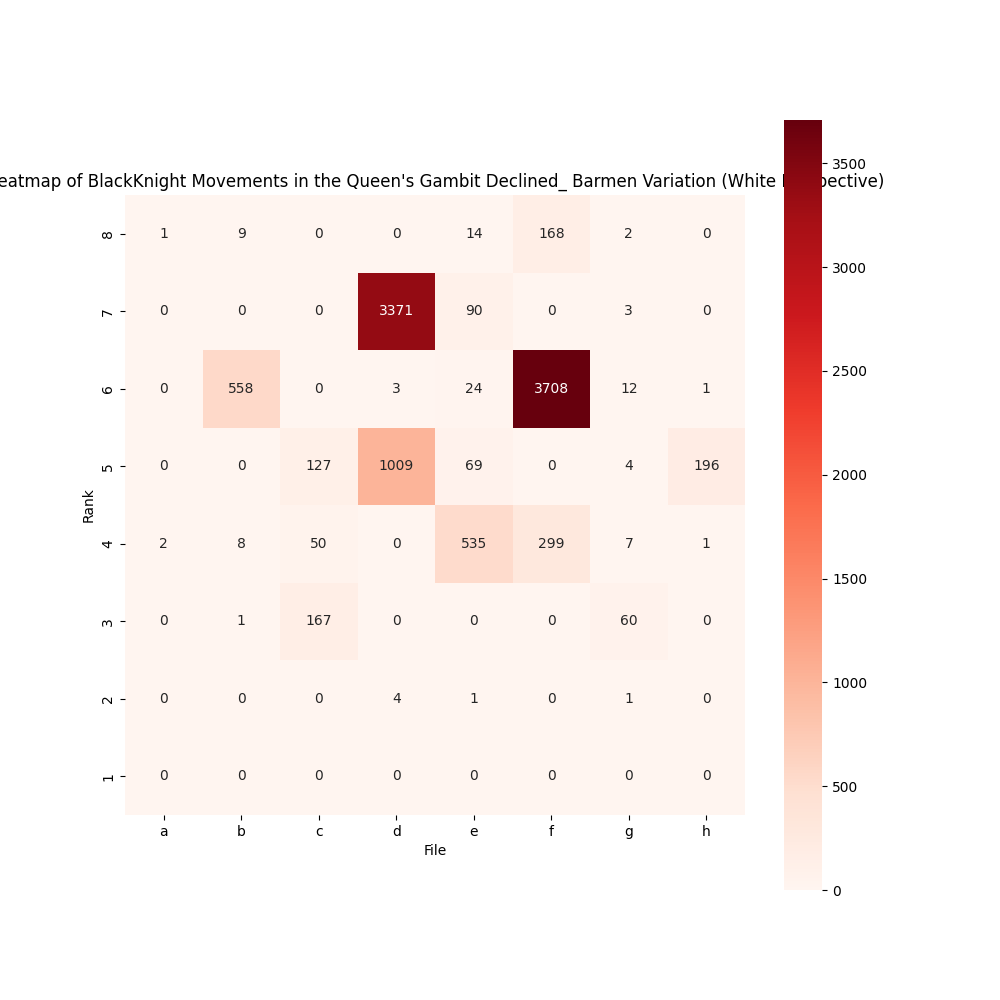 eatmap of BlackKnight Movements in the Queen's Gambit Declined_ Barmen Variation (White pective)
8 1 9 0 0 14 168 2 0
7 0 0 0 3371 90 0 3 0
6 0 558 0 3 24 3708 12 1
5 0 0 127 1009 69 0 4 196
4 2 8 50 0 535 299 7 1
3 0 1 167 0 0 0 60 0
2 0 0 0 4 1 0 1 0
1 0 0 0 0 0 0 0 0
Rank
a b c d e f g h
File
3500
3000
2500
2000
1500
1000
500
0